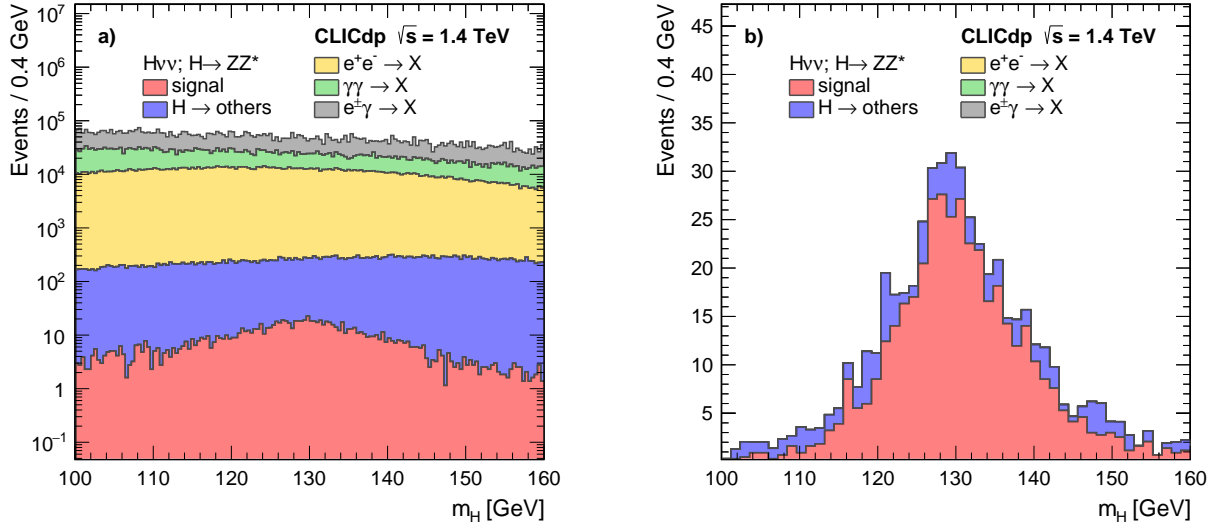 a)
CLICdp √s = 1.4 TeV
Hνν; H→ ZZ*
signal
H → others
e⁺e⁻ → X
γγ → X
e±γ → X
Events / 0.4 GeV
10⁷
10⁶
10⁵
10⁴
10³
10²
10
1
10⁻¹
100 110 120 130 140 150 160
m_H [GeV]
b)
CLICdp √s = 1.4 TeV
Hνν; H→ ZZ*
signal
H → others
e⁺e⁻ → X
γγ → X
e±γ → X
Events / 0.4 GeV
45
40
35
30
25
20
15
10
5
100 110 120 130 140 150 160
m_H [GeV]